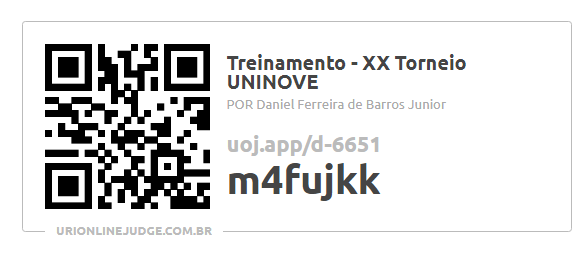 Treinamento - XX Torneio
UNINOVE
POR Daniel Ferreira de Barros Junior
uoj.app/d-6651
m4fujkk
URIONLINEJUDGE.COM.BR